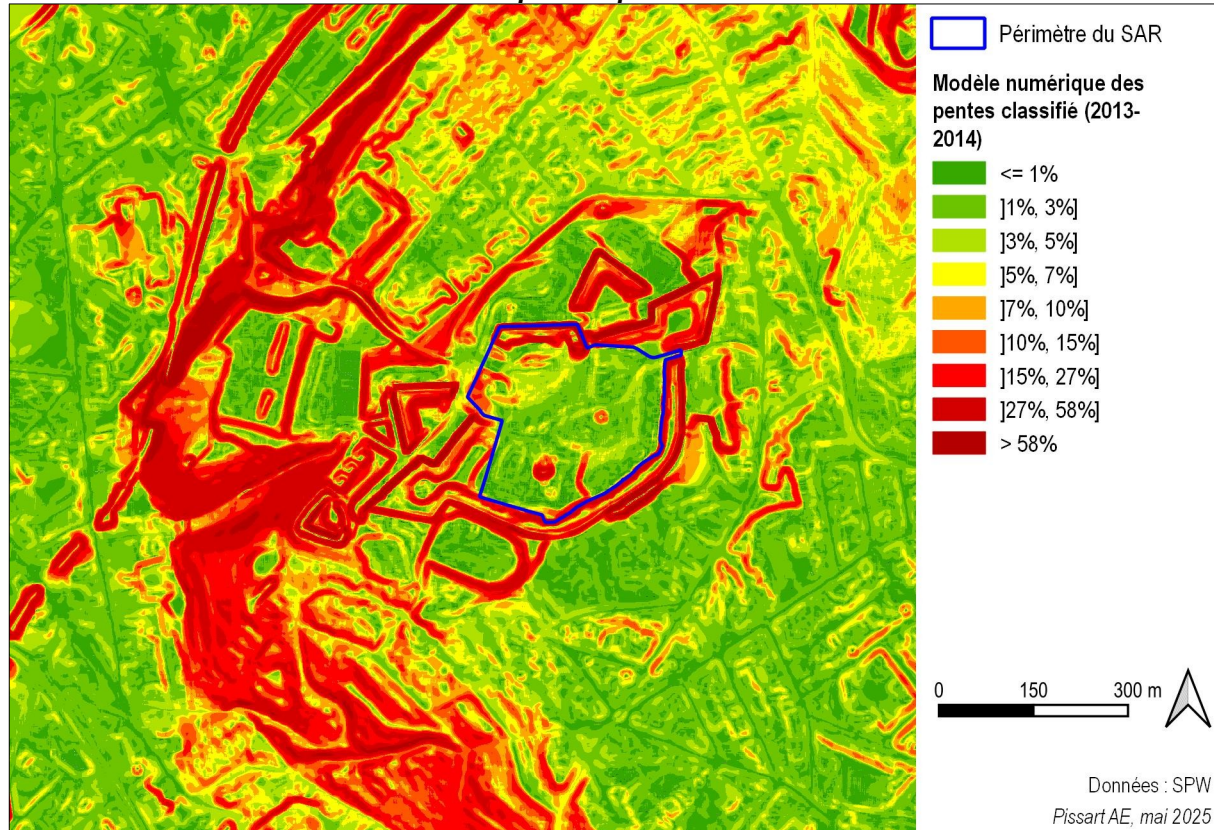 Périmètre du SAR
Modèle numérique des
pentes classifié (2013-
2014)
<= 1%
]1%, 3%]
]3%, 5%]
]5%, 7%]
]7%, 10%]
]10%, 15%]
]15%, 27%]
]27%, 58%]
> 58%
0 150 300 m
Données : SPW
Pissart AE, mai 2025